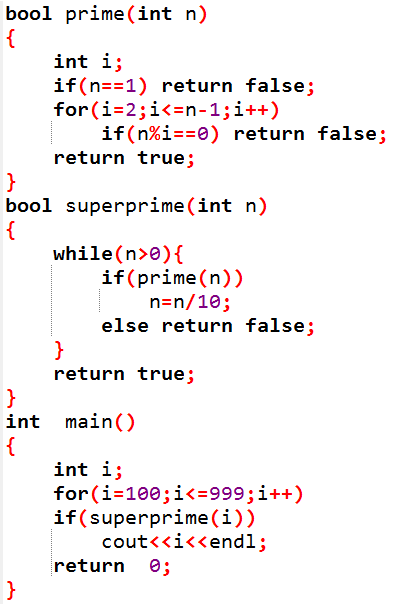 bool prime(int n)
{
    int i;
    if(n==1) return false;
    for(i=2;i<=n-1;i++)
        if(n%i==0) return false;
    return true;
}
bool superprime(int n)
{
    while(n>0){
        if(prime(n))
            n=n/10;
        else return false;
    }
    return true;
}
int  main()
{
    int i;
    for(i=100;i<=999;i++)
    if(superprime(i))
        cout<<i<<endl;
    return  0;
}